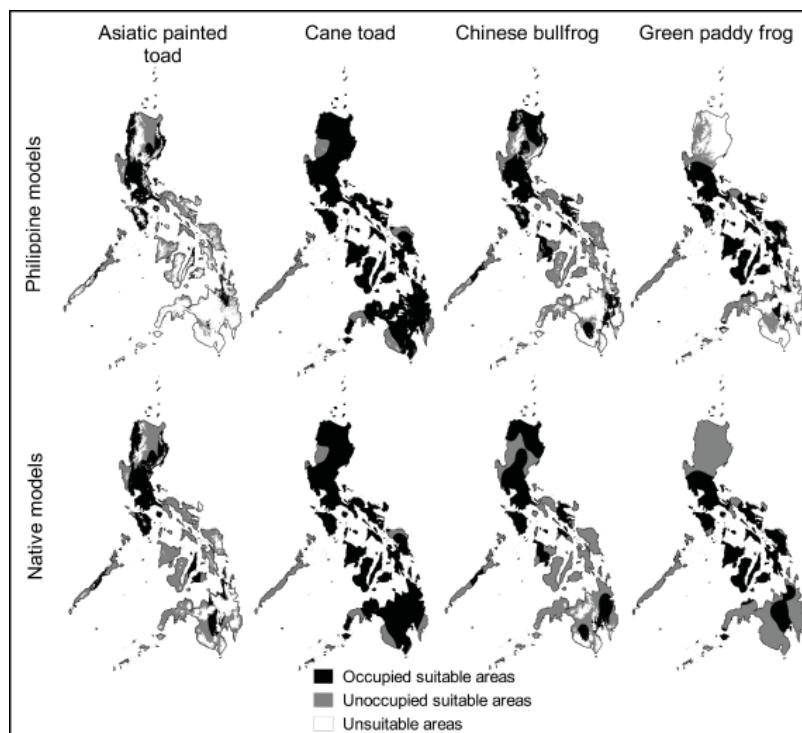 Asiatic painted
toad
Cane toad
Chinese bullfrog
Green paddy frog
Philippine models
Native models
Occupied suitable areas
Unoccupied suitable areas
Unsuitable areas